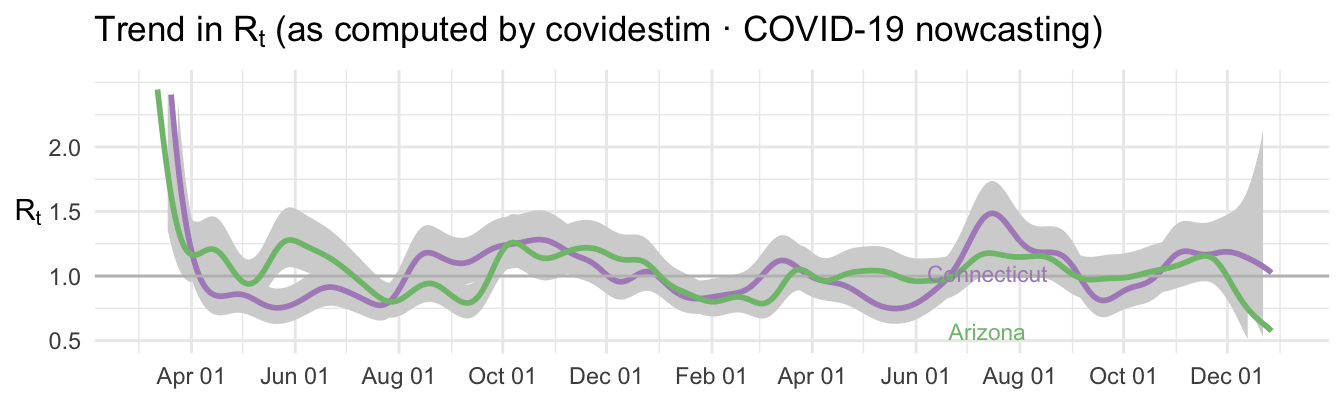 Trend in Rt (as computed by covidestim · COVID-19 nowcasting)
2.0
Rt 1.5
1.0
Connecticut
0.5
Arizona
Apr 01 Jun 01 Aug 01 Oct 01 Dec 01 Feb 01 Apr 01 Jun 01 Aug 01 Oct 01 Dec 01